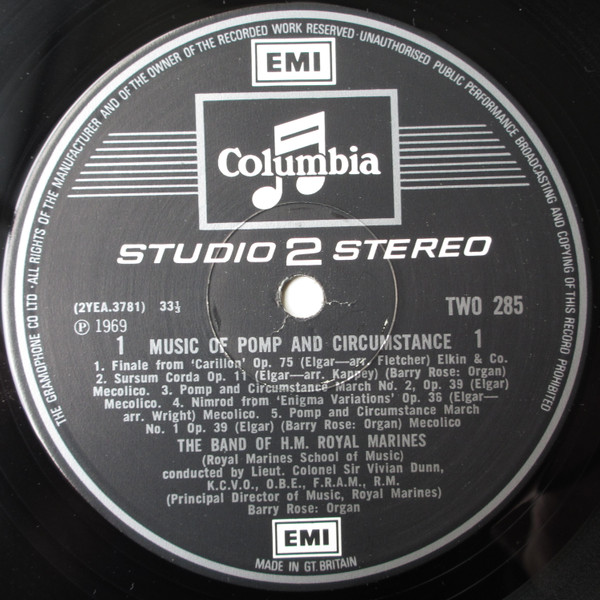 THE GRAMOPHONE CO LTD · ALL RIGHTS OF THE MANUFACTURER AND OF THE OWNER OF THE RECORDED WORK RESERVED · UNAUTHORISED PUBLIC PERFORMANCE BROADCASTING AND COPYING OF THIS RECORD PROHIBITED
EMI
Columbia
STUDIO 2 STEREO
(2YEA.3781) 33⅓
TWO 285
℗ 1969
1 MUSIC OF POMP AND CIRCUMSTANCE 1
1. Finale from 'Carillon' Op. 75 (Elgar—arr. Fletcher) Elkin & Co.
2. Sursum Corda Op. 11 (Elgar—arr. Kappey) (Barry Rose: Organ)
Mecolico. 3. Pomp and Circumstance March No. 2, Op. 39 (Elgar)
Mecolico. 4. Nimrod from 'Enigma Variations' Op. 36 (Elgar—
arr. Wright) Mecolico. 5. Pomp and Circumstance March
No. 1 Op. 39 (Elgar) (Barry Rose: Organ) Mecolico
THE BAND OF H.M. ROYAL MARINES
(Royal Marines School of Music)
conducted by Lieut. Colonel Sir Vivian Dunn,
K.C.V.O., O.B.E., F.R.A.M., R.M.
(Principal Director of Music, Royal Marines)
Barry Rose: Organ
EMI
MADE IN GT. BRITAIN